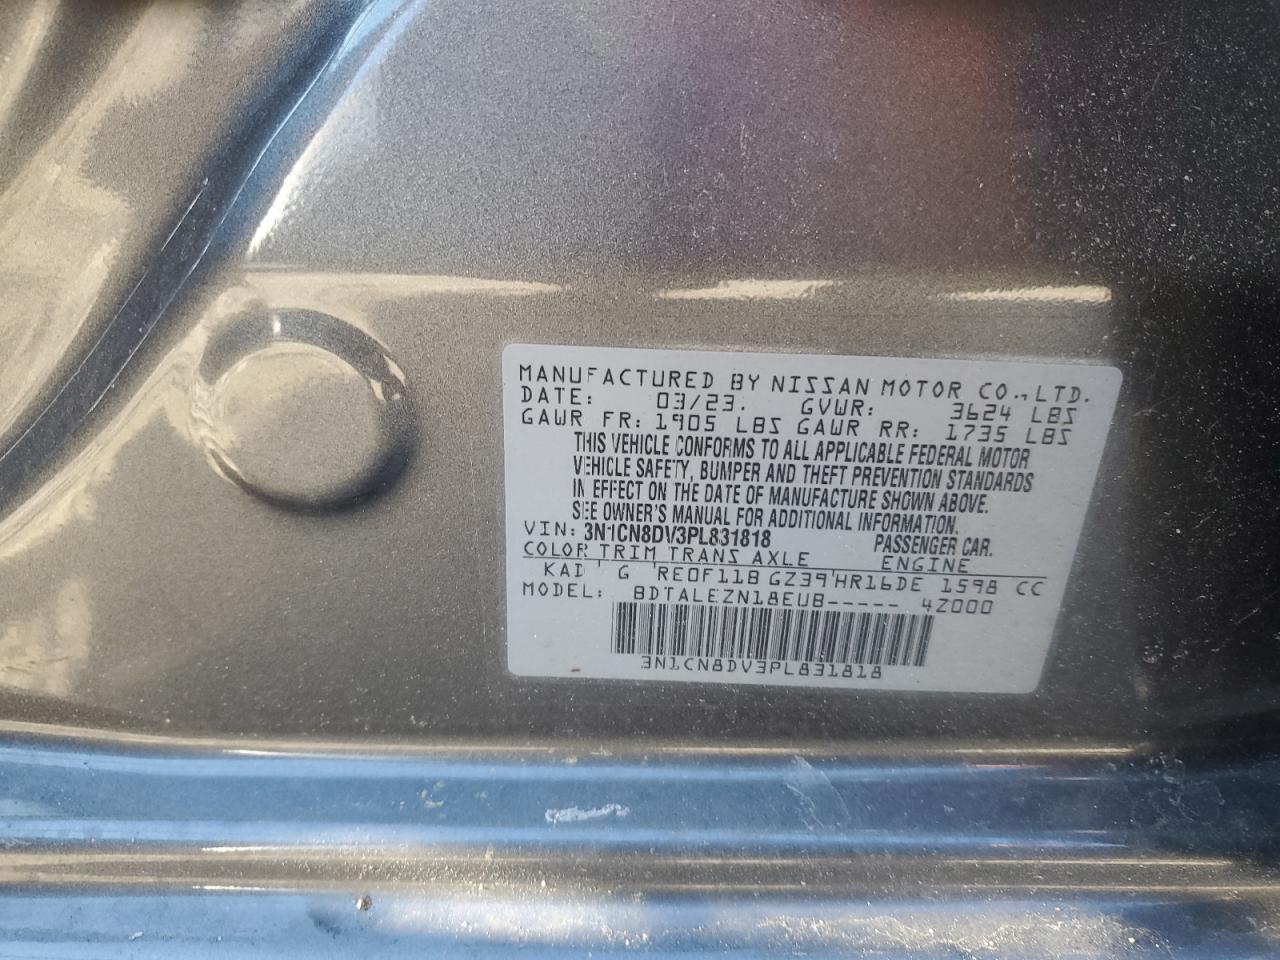 MANUFACTURED BY NISSAN MOTOR CO., LTD.
DATE: 03/23. GVWR: 3624 LBS
GAWR FR: 1905 LBS GAWR RR: 1735 LBS
THIS VEHICLE CONFORMS TO ALL APPLICABLE FEDERAL MOTOR
VEHICLE SAFETY, BUMPER AND THEFT PREVENTION STANDARDS
IN EFFECT ON THE DATE OF MANUFACTURE SHOWN ABOVE.
SEE OWNER'S MANUAL FOR ADDITIONAL INFORMATION.
VIN: 3N1CN8DV3PL831818 PASSENGER CAR.
COLOR TRIM TRANS AXLE ENGINE
KAD G RE0F11B GZ39 HR16DE 1598 CC
MODEL: BDTALEZN18EUB----- 4Z000
3N1CN8DV3PL831818